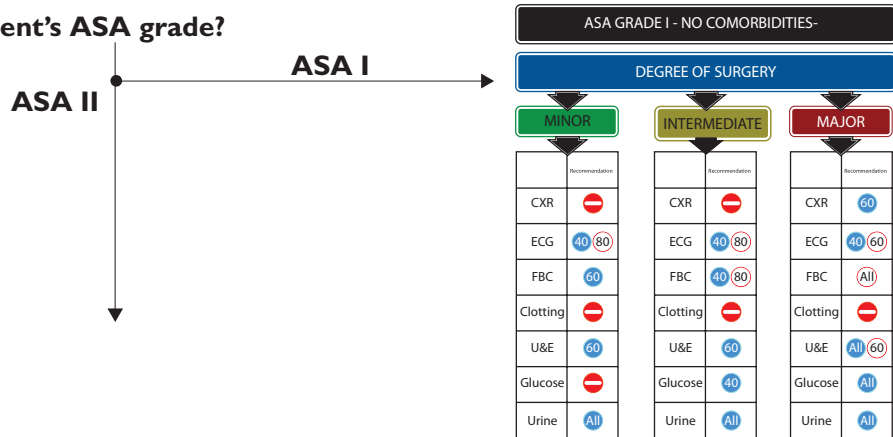 ent's ASA grade?
ASA I
ASA II
ASA GRADE I - NO COMORBIDITIES-
DEGREE OF SURGERY
MINOR
INTERMEDIATE
MAJOR
Recommendation
Recommendation
Recommendation
CXR
CXR
CXR 60
ECG 40 80
ECG 40 80
ECG 40 60
FBC 60
FBC 40 80
FBC All
Clotting
Clotting
Clotting
U&E 60
U&E 60
U&E All 60
Glucose
Glucose 40
Glucose All
Urine All
Urine All
Urine All